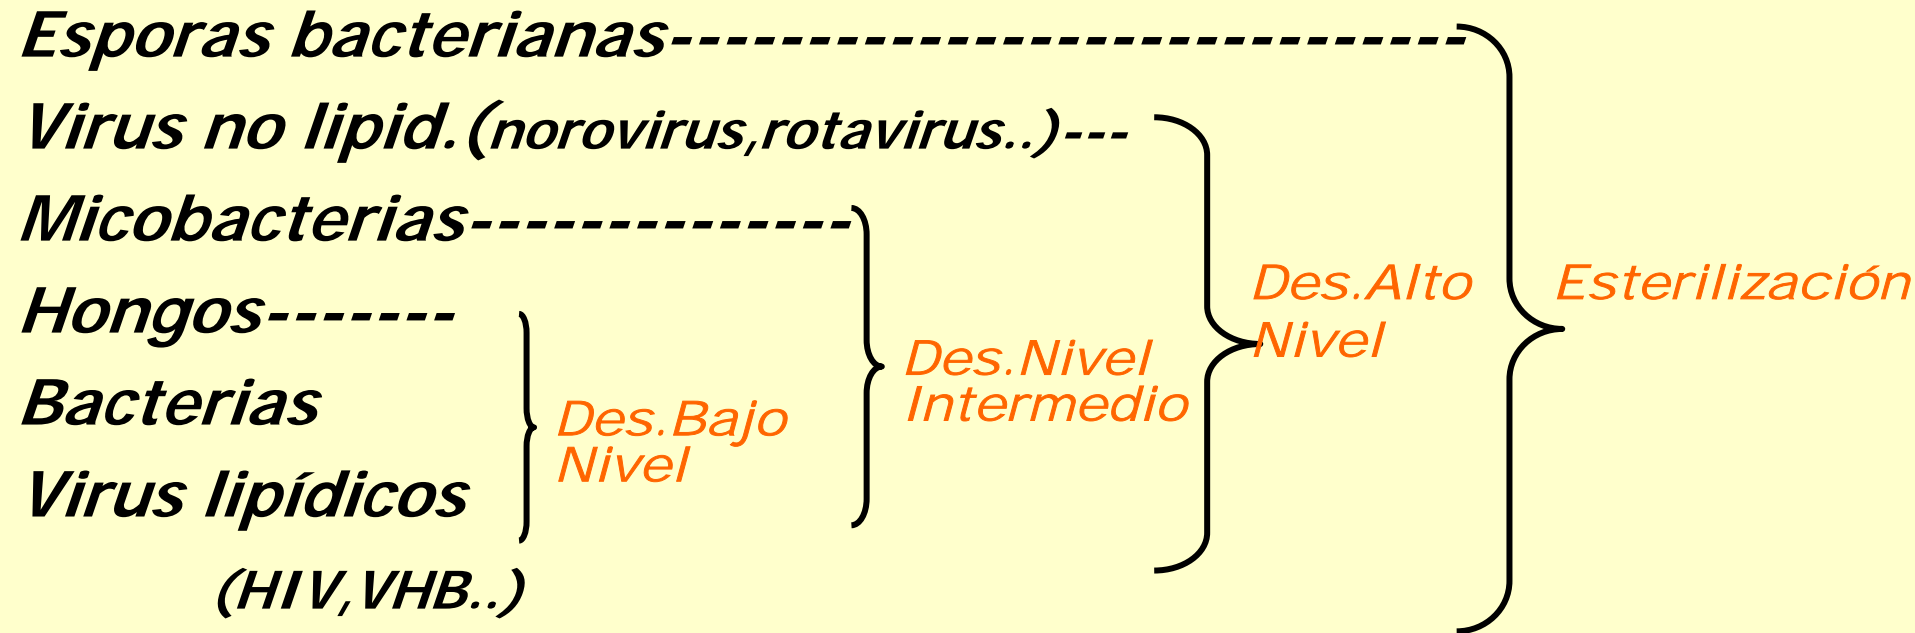 Esporas bacterianas-----------------------------
Virus no lipid.(norovirus,rotavirus..)---
Micobacterias--------------
Hongos-------
Bacterias
Virus lipídicos
(HIV,VHB..)
Des.Bajo
Nivel
Des.Nivel
Intermedio
Des.Alto
Nivel
Esterilización